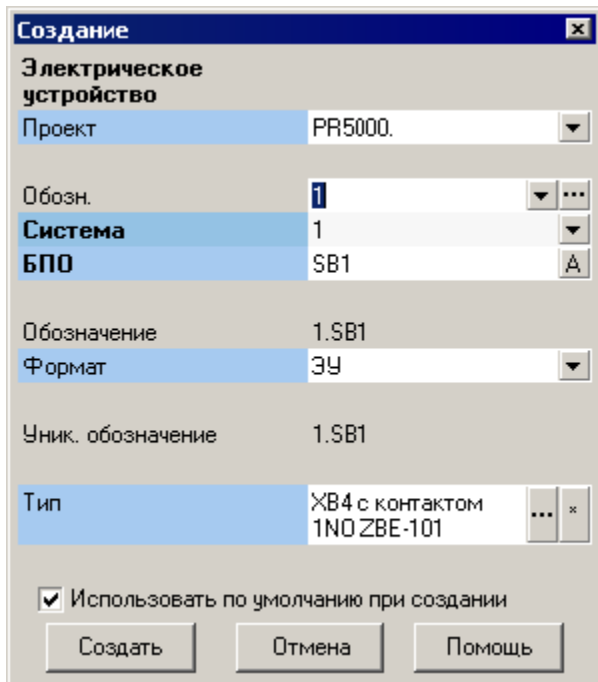 Создание
Электрическое
устройство
Проект PR5000.
Обозн. 1 ...
Система 1
БПО SB1 A
Обозначение 1.SB1
Формат ЭУ
Уник. обозначение 1.SB1
Тип XB4 с контактом ... *
1NO ZBE-101
Использовать по умолчанию при создании
Создать Отмена Помощь